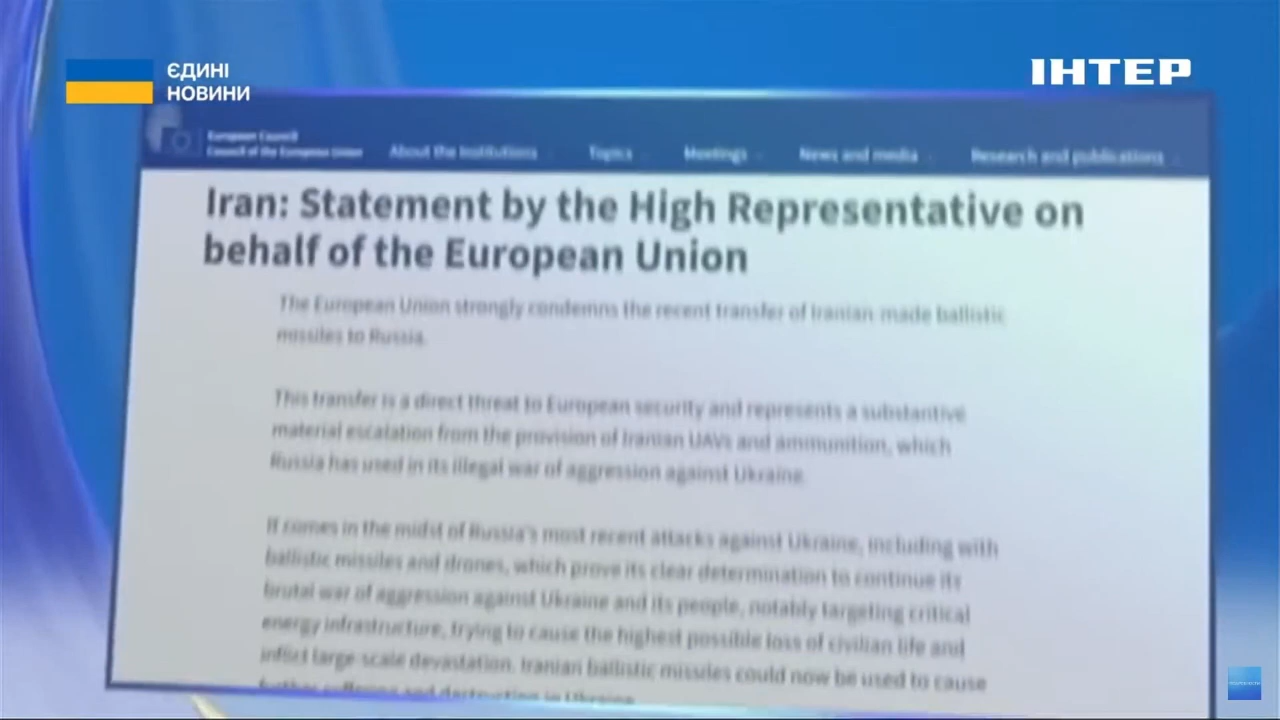 ЄДИНІ
НОВИНИ
ІНТЕР
European Council
Council of the European Union
About the Institutions
Topics
Meetings
News and media
Research and publications
Iran: Statement by the High Representative on
behalf of the European Union
The European Union strongly condemns the recent transfer of Iranian-made ballistic
missiles to Russia.
This transfer is a direct threat to European security and represents a substantive
material escalation from the provision of Iranian UAVs and ammunition, which
Russia has used in its illegal war of aggression against Ukraine.
If comes in the midst of Russia's most recent attacks against Ukraine, including with
ballistic missiles and drones, which prove its clear determination to continue its
brutal war of aggression against Ukraine and its people, notably targeting critical
energy infrastructure, trying to cause the highest possible loss of civilian life and
inflict large-scale devastation. Iranian ballistic missiles could now be used to cause
further suffering and destruction in Ukraine.